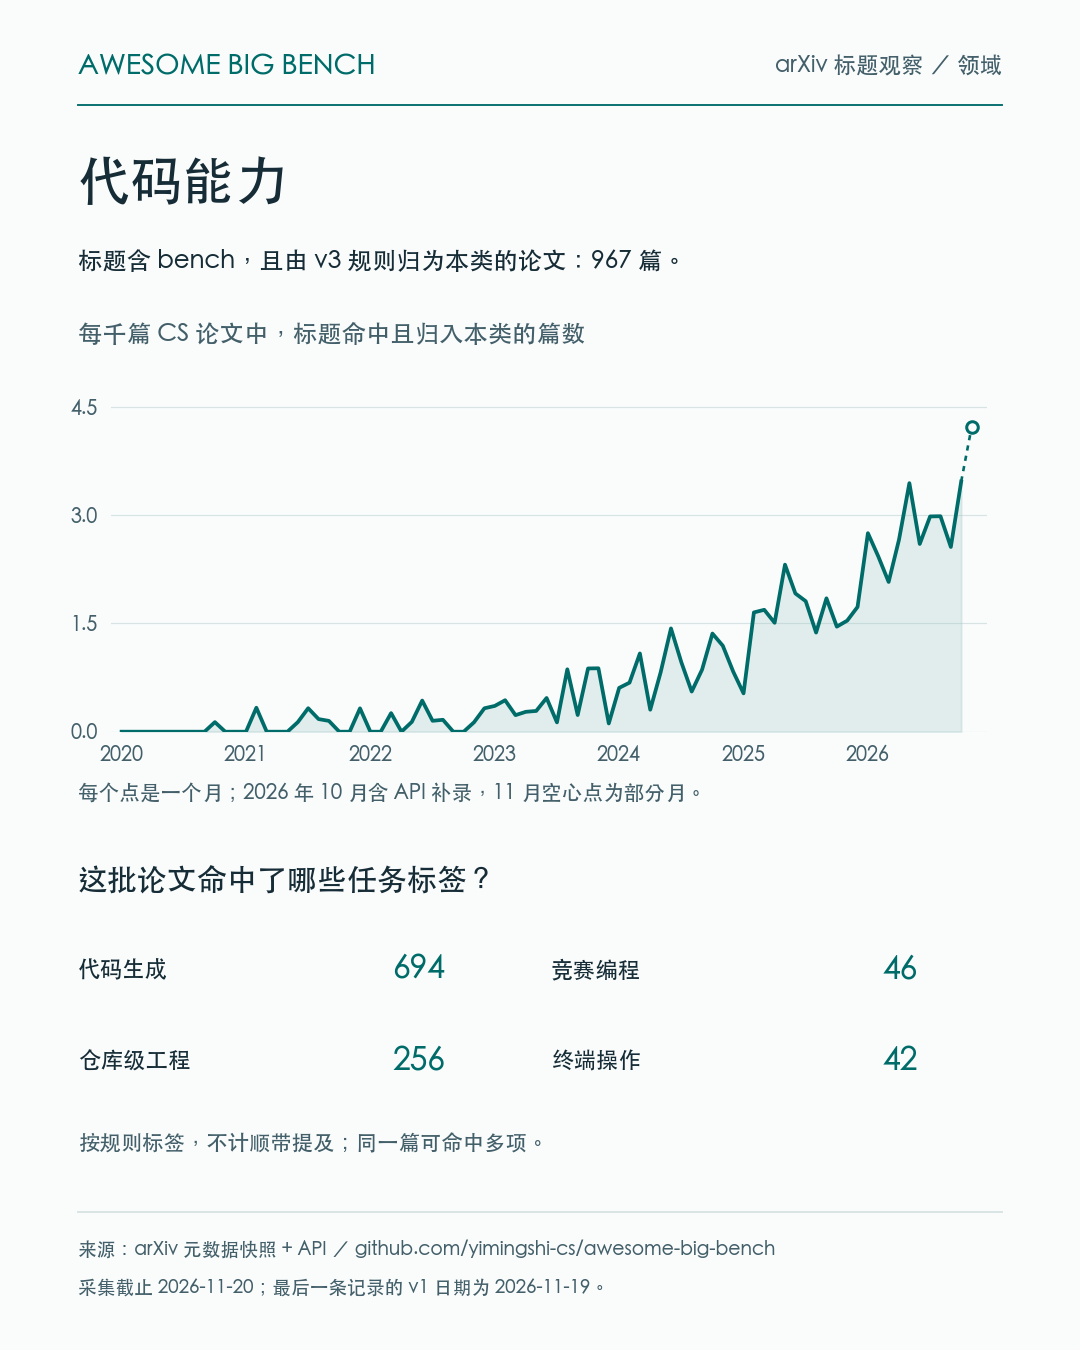 AWESOME BIG BENCH
arXiv 标题观察 ／ 领域
代码能力
标题含 bench，且由 v3 规则归为本类的论文：967 篇。
每千篇 CS 论文中，标题命中且归入本类的篇数
4.5
3.0
1.5
0.0
2020 2021 2022 2023 2024 2025 2026
每个点是一个月；2026 年 10 月含 API 补录，11 月空心点为部分月。
这批论文命中了哪些任务标签？
代码生成 694 竞赛编程 46
仓库级工程 256 终端操作 42
按规则标签，不计顺带提及；同一篇可命中多项。
来源：arXiv 元数据快照 + API ／ github.com/yimingshi-cs/awesome-big-bench
采集截止 2026-11-20；最后一条记录的 v1 日期为 2026-11-19。